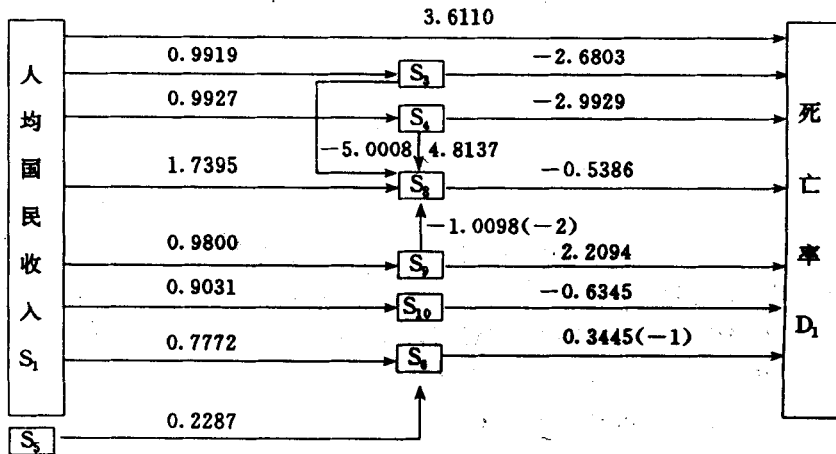 3.6110
人均国民收入 S₁
死亡率 D₁
0.9919
S₃
−2.6803
0.9927
S₄
−2.9929
−5.0008
4.8137
1.7395
S₈
−0.5386
−1.0098(−2)
0.9800
S₉
2.2094
0.9031
S₁₀
−0.6345
0.7772
S₆
0.3445(−1)
0.2287
S₅